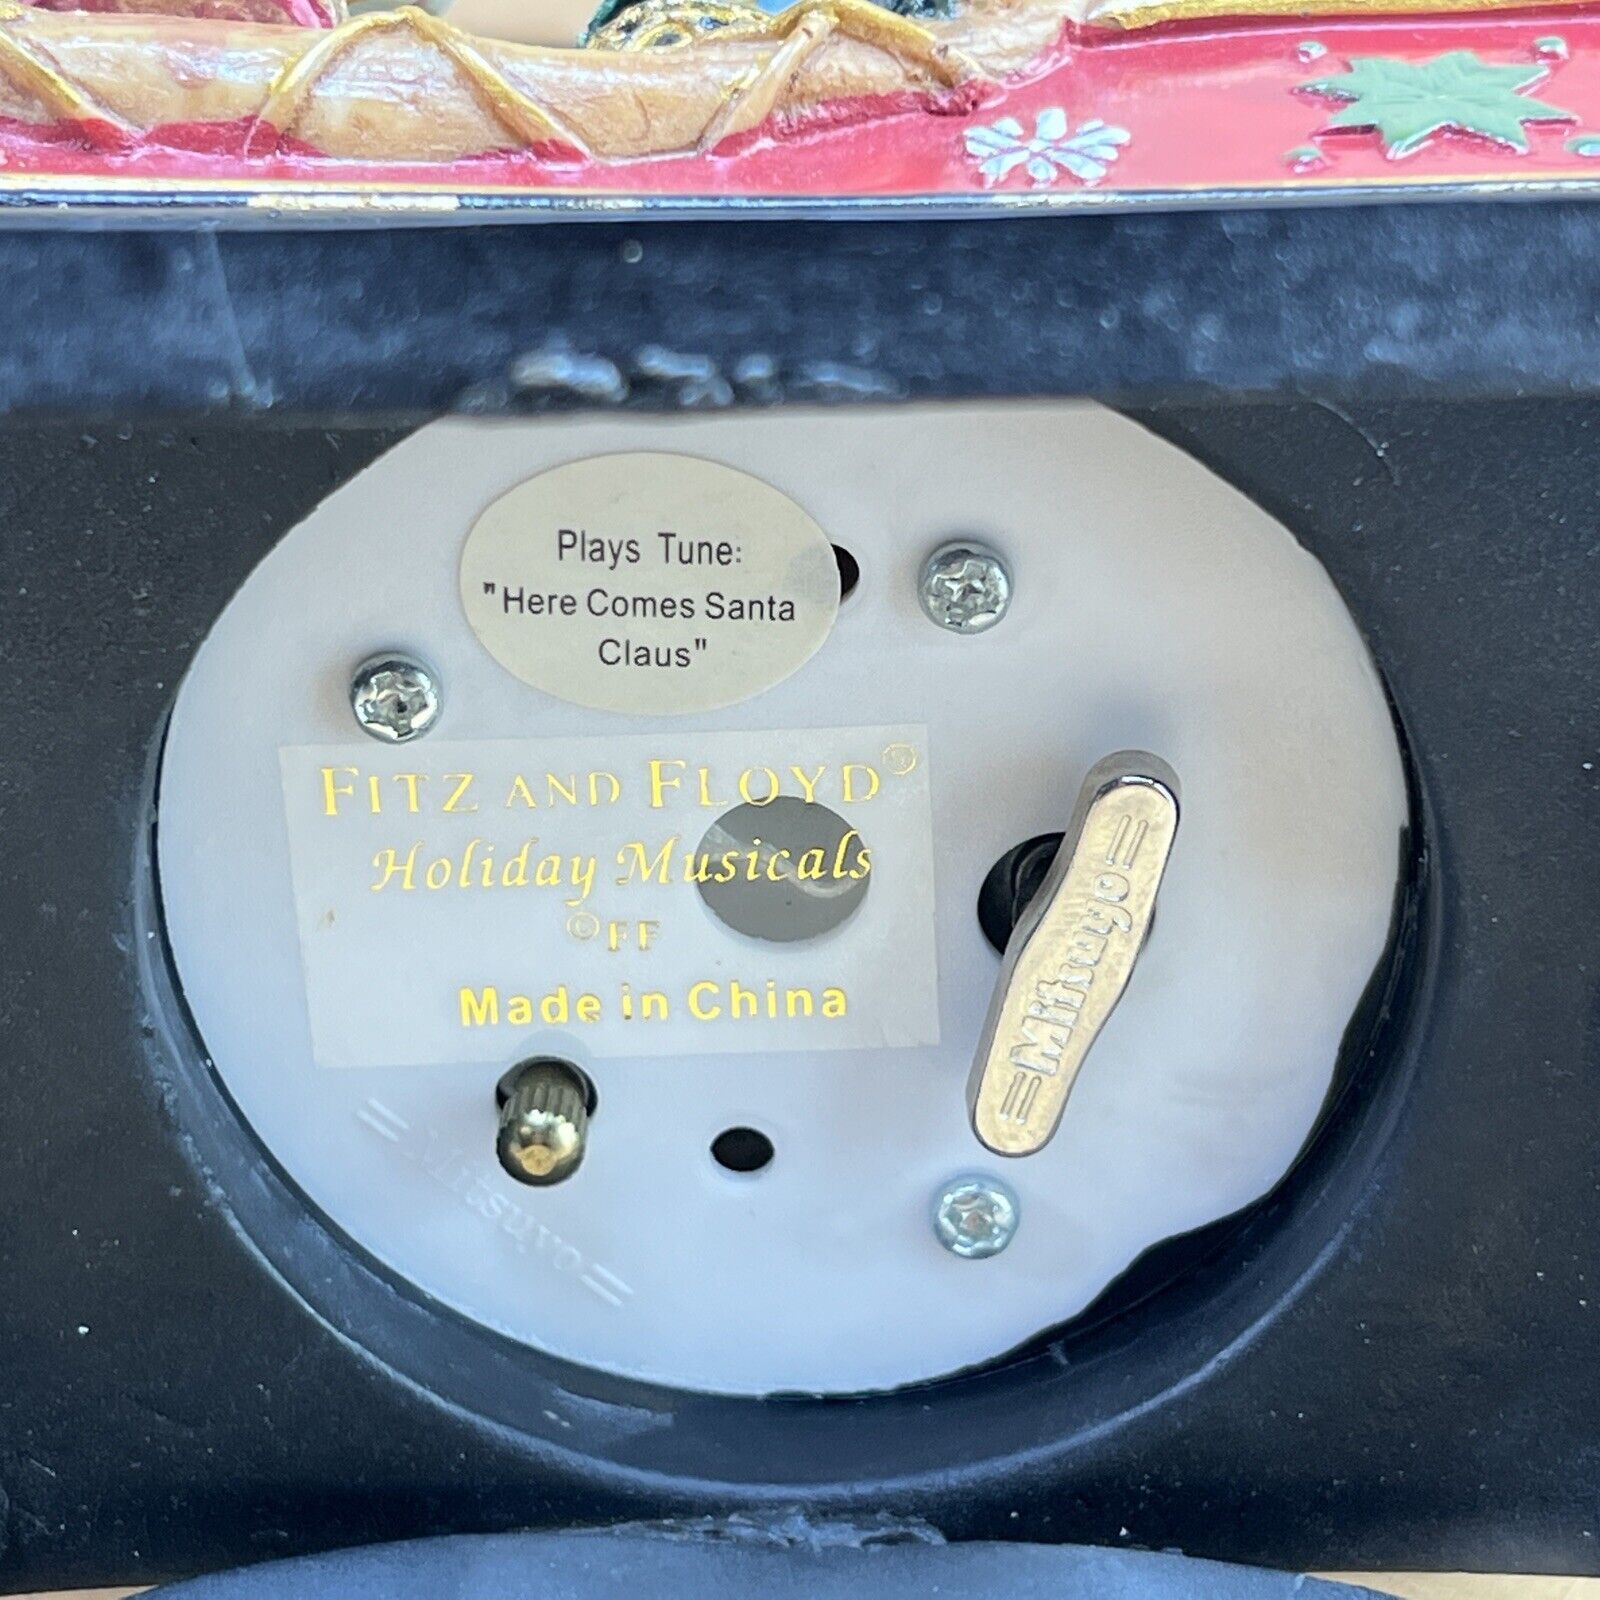 Plays Tune:
"Here Comes Santa
Claus"
FITZ AND FLOYD®
Holiday Musicals
©FF
Made in China
=Mitsuyo=
=Mitsuyo=